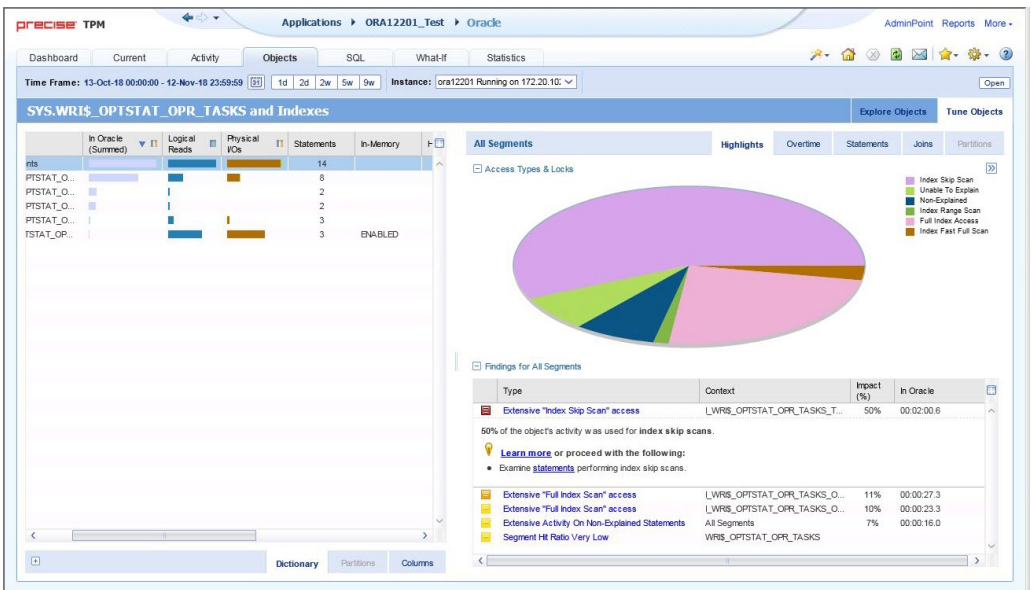 precise TPM
Applications ORA12201_Test Oracle
AdminPoint Reports More
Dashboard Current Activity Objects SQL What-If Statistics
Time Frame: 13-Oct-18 00:00:00 - 12-Nov-18 23:59:59 31 1d 2d 2w 5w 9w Instance: ora12201 Running on 172.20.10: Open
SYS.WRI$_OPTSTAT_OPR_TASKS and Indexes Explore Objects Tune Objects
In Oracle (Summed) Logical Reads Physical I/Os Statements In-Memory H
nts 14
PTSTAT_O... 8
PTSTAT_O... 2
PTSTAT_O... 2
PTSTAT_O... 3
TSTAT_OP... 3 ENABLED
Dictionary Partitions Columns
All Segments Highlights Overtime Statements Joins Partitions
Access Types & Locks
Index Skip Scan
Unable To Explain
Non-Explained
Index Range Scan
Full Index Access
Index Fast Full Scan
Findings for All Segments
Type Context Impact (%) In Oracle
Extensive "Index Skip Scan" access I_WRI$_OPTSTAT_OPR_TASKS_T... 50% 00:02:00.6
50% of the object's activity was used for index skip scans.
Learn more or proceed with the following:
• Examine statements performing index skip scans.
Extensive "Full Index Scan" access I_WRI$_OPTSTAT_OPR_TASKS_O... 11% 00:00:27.3
Extensive "Full Index Scan" access I_WRI$_OPTSTAT_OPR_TASKS_O... 10% 00:00:23.3
Extensive Activity On Non-Explained Statements All Segments 7% 00:00:16.0
Segment Hit Ratio Very Low WRI$_OPTSTAT_OPR_TASKS